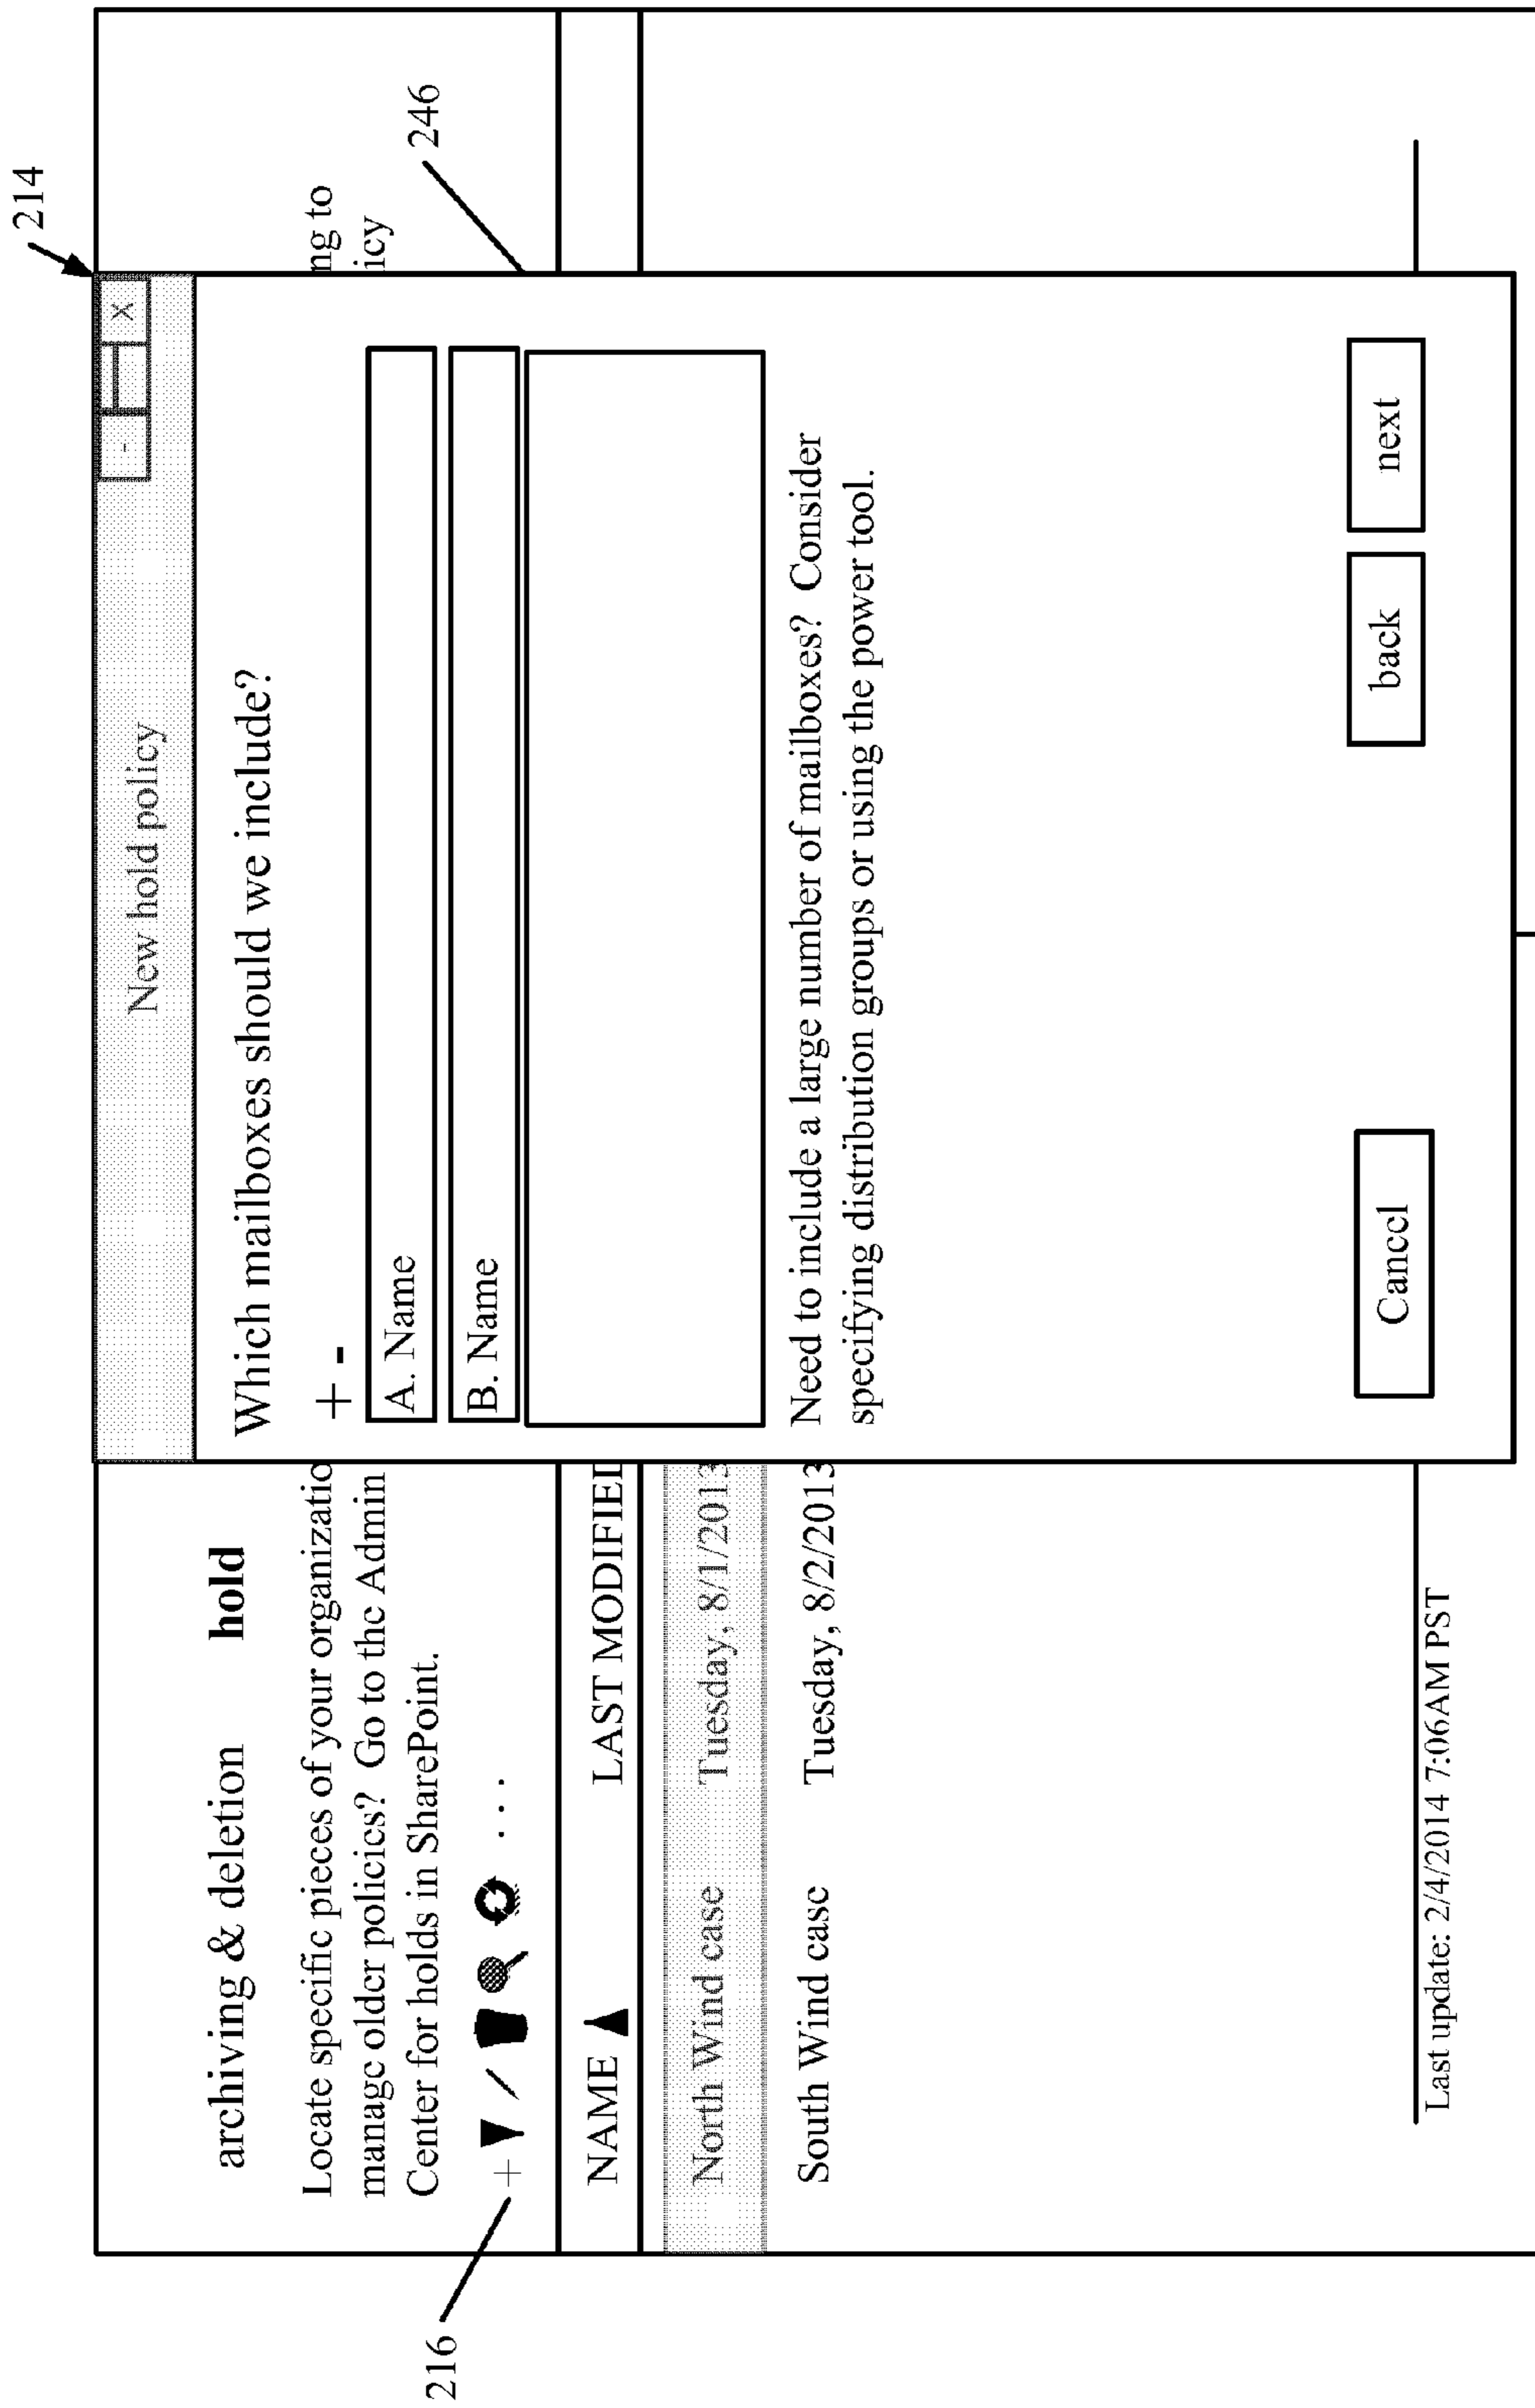 214
New hold policy
- x
archiving & deletion hold
Which mailboxes should we include?
Locate specific pieces of your organizatio
ng to
manage older policies? Go to the Admin
icy
Center for holds in SharePoint.
+ -
A. Name
246
216
+ / ...
B. Name
NAME LAST MODIFIED
North Wind case Tuesday, 8/1/2013
South Wind case Tuesday, 8/2/2013
Need to include a large number of mailboxes? Consider
specifying distribution groups or using the power tool.
Cancel back next
Last update: 2/4/2014 7:06AM PST